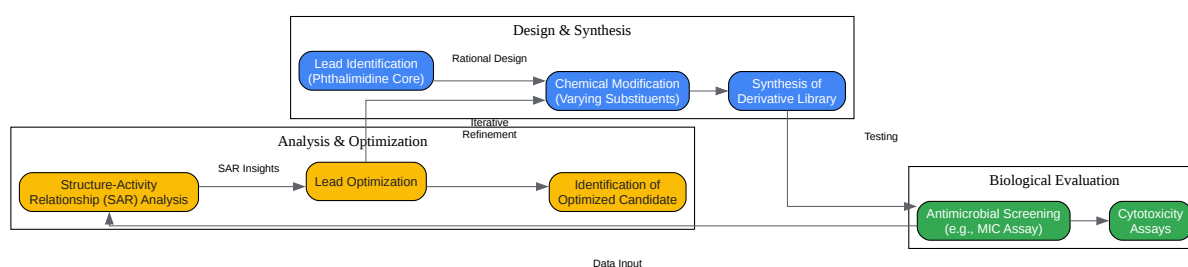 Design & Synthesis
Lead Identification
(Phthalimidine Core)
Rational Design
Chemical Modification
(Varying Substituents)
Synthesis of
Derivative Library
Iterative
Refinement
Testing
Analysis & Optimization
Structure-Activity
Relationship (SAR) Analysis
SAR Insights
Lead Optimization
Identification of
Optimized Candidate
Biological Evaluation
Antimicrobial Screening
(e.g., MIC Assay)
Cytotoxicity
Assays
Data Input